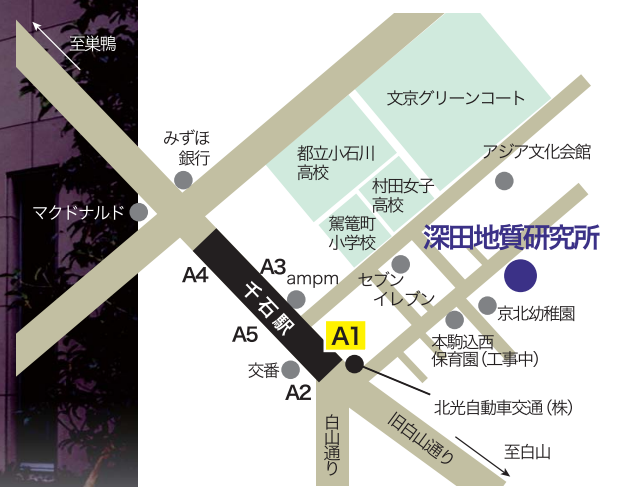 至巣鴨
みずほ
銀行
マクドナルド
文京グリーンコート
都立小石川
高校
アジア文化会館
村田女子
高校
駕篭町
小学校
深田地質研究所
A4
A3
ampm
セブン
イレブン
千石駅
京北幼稚園
A5
A1
本駒込西
保育園(工事中)
交番
A2
北光自動車交通(株)
白山通り
旧白山通り
至白山